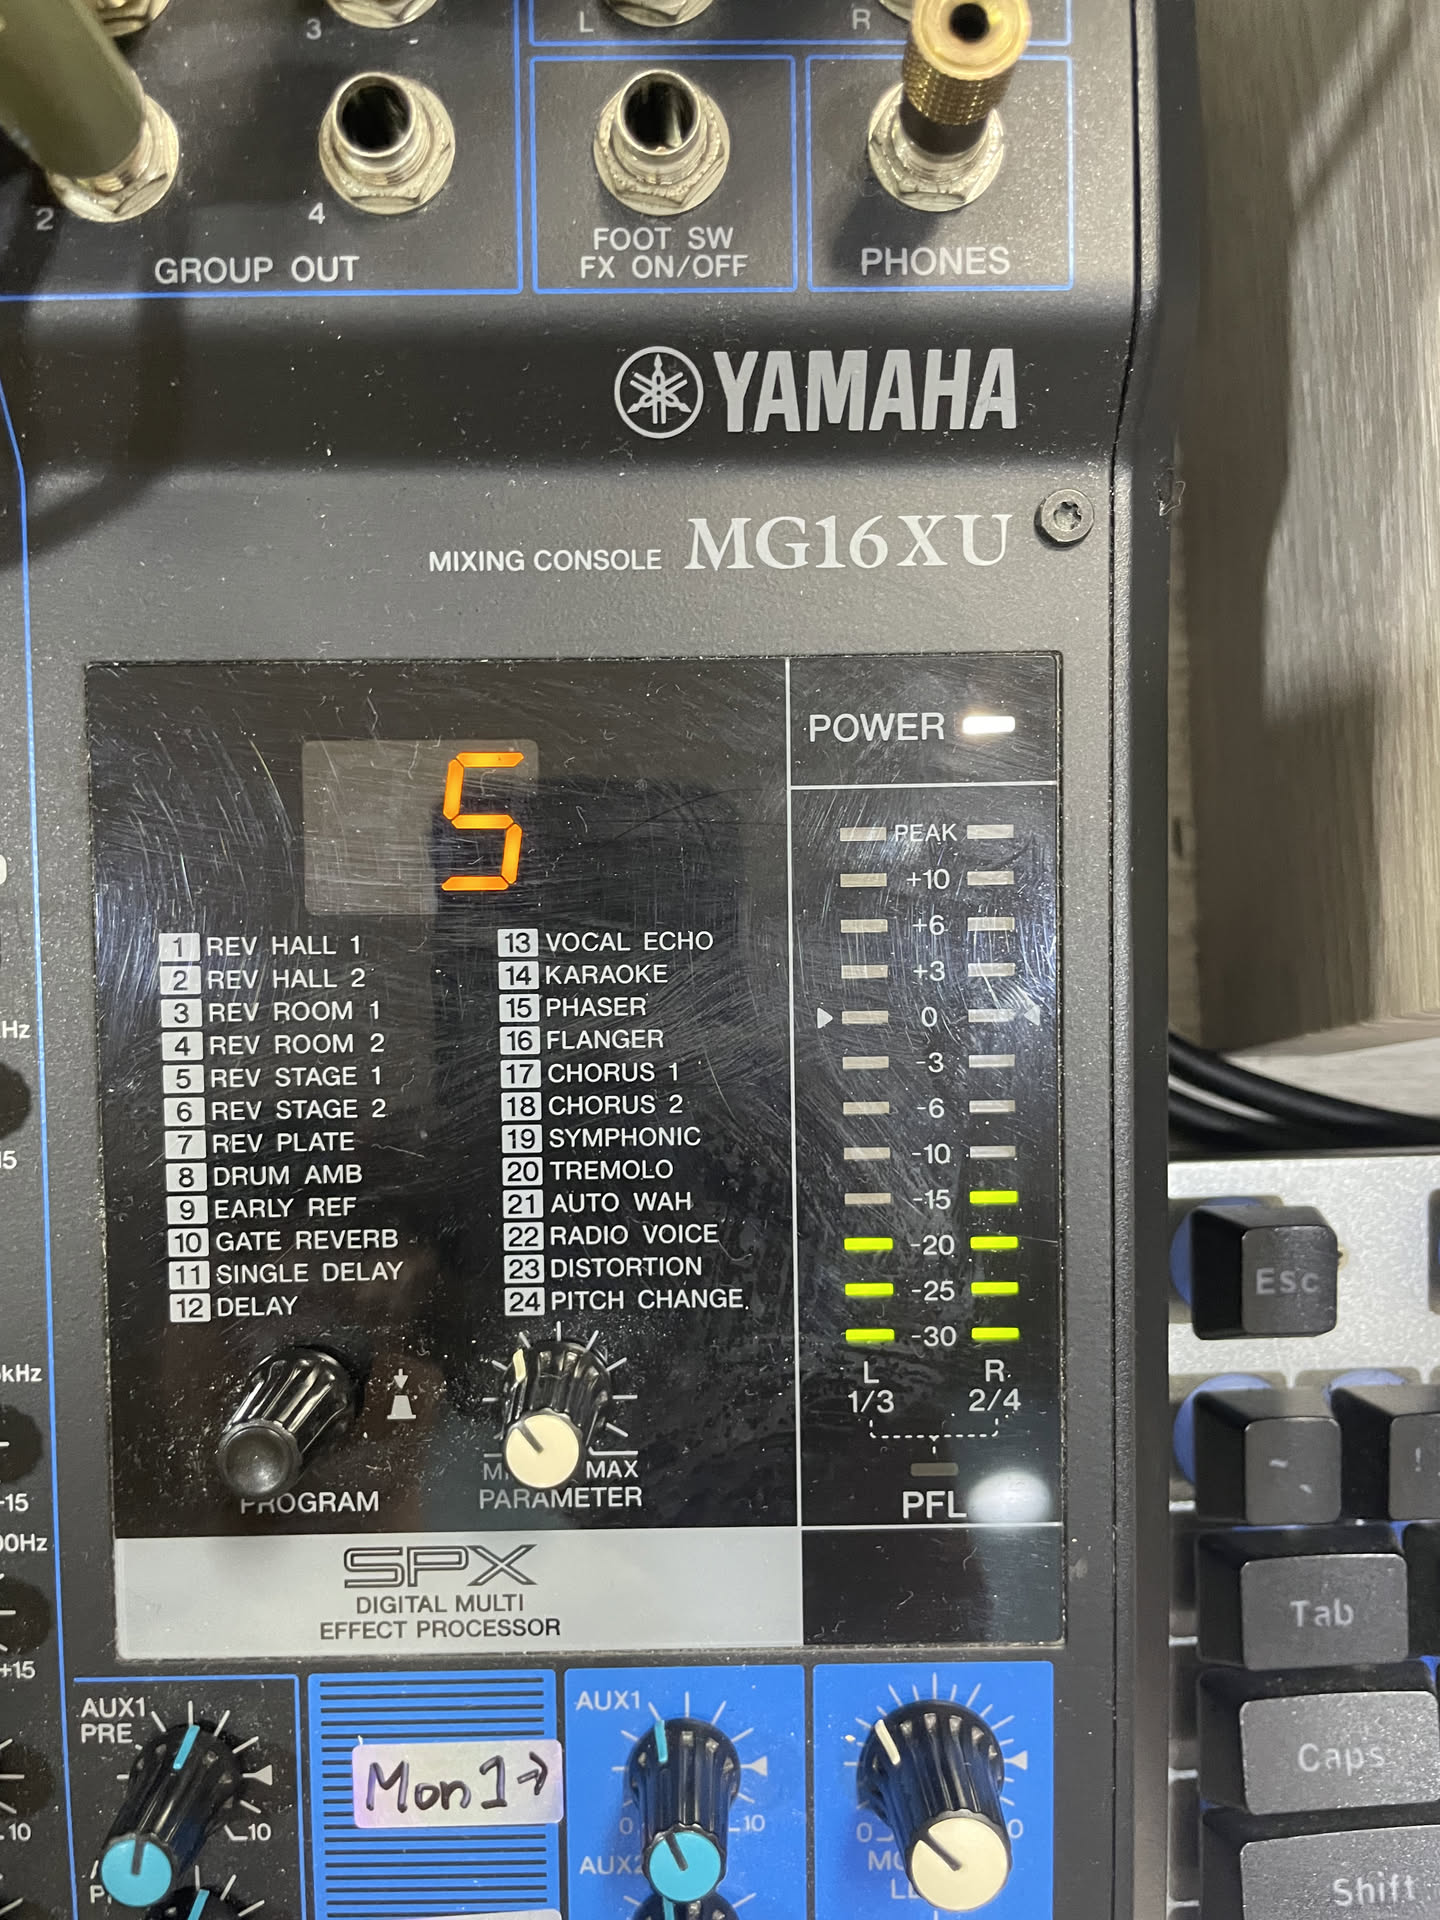 3
L
R
2
4
GROUP OUT
FOOT SW
FX ON/OFF
PHONES
YAMAHA
MIXING CONSOLE MG16XU
5
POWER
PEAK
+10
+6
+3
0
-3
-6
-10
-15
-20
-25
-30
L
R
1/3
2/4
PFL
1 REV HALL 1
2 REV HALL 2
3 REV ROOM 1
4 REV ROOM 2
5 REV STAGE 1
6 REV STAGE 2
7 REV PLATE
8 DRUM AMB
9 EARLY REF
10 GATE REVERB
11 SINGLE DELAY
12 DELAY
13 VOCAL ECHO
14 KARAOKE
15 PHASER
16 FLANGER
17 CHORUS 1
18 CHORUS 2
19 SYMPHONIC
20 TREMOLO
21 AUTO WAH
22 RADIO VOICE
23 DISTORTION
24 PITCH CHANGE
PROGRAM
MAX
PARAMETER
SPX
DIGITAL MULTI
EFFECT PROCESSOR
kHz
-15
00Hz
+15
10
AUX1
PRE
10
Mon 1→
AUX1
0
10
AUX2
0
Esc
~
!
Tab
Caps
Shift